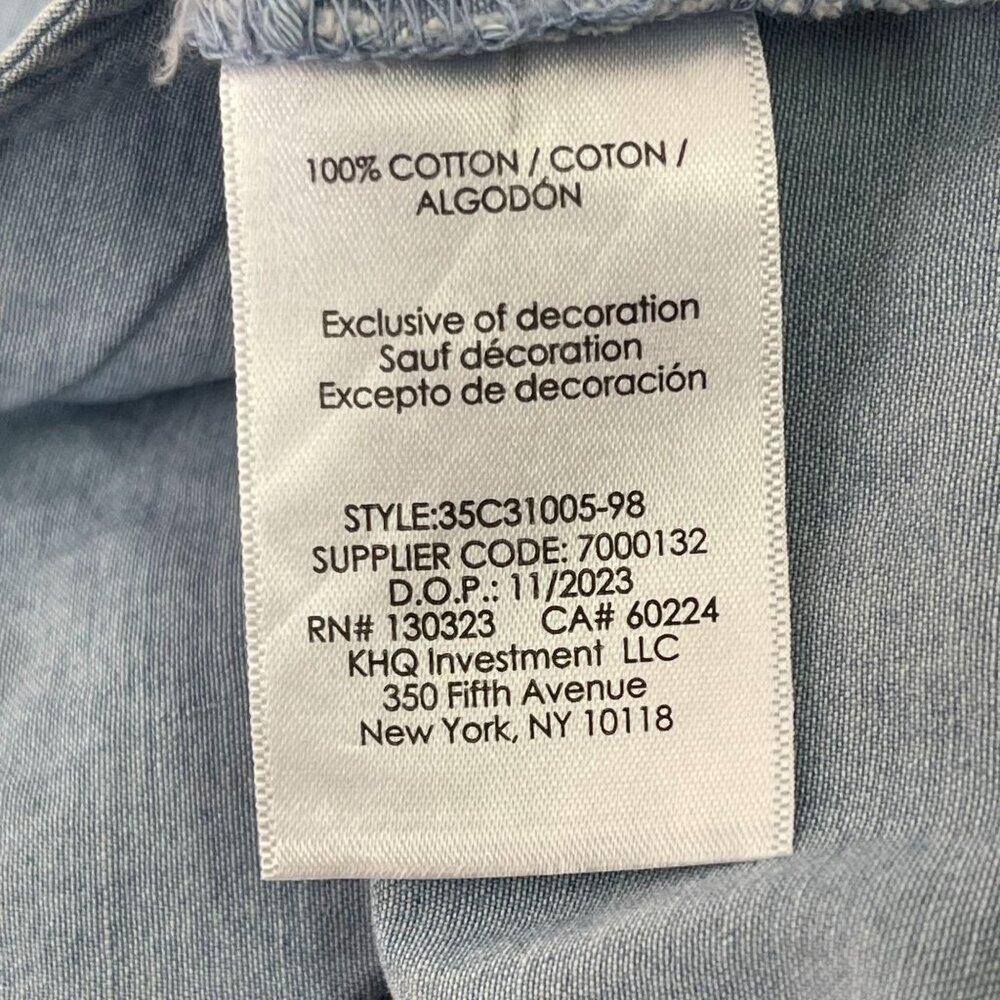 100% COTTON / COTON /
ALGODÓN
Exclusive of decoration
Sauf décoration
Excepto de decoración
STYLE:35C31005-98
SUPPLIER CODE: 7000132
D.O.P.: 11/2023
RN# 130323 CA# 60224
KHQ Investment LLC
350 Fifth Avenue
New York, NY 10118